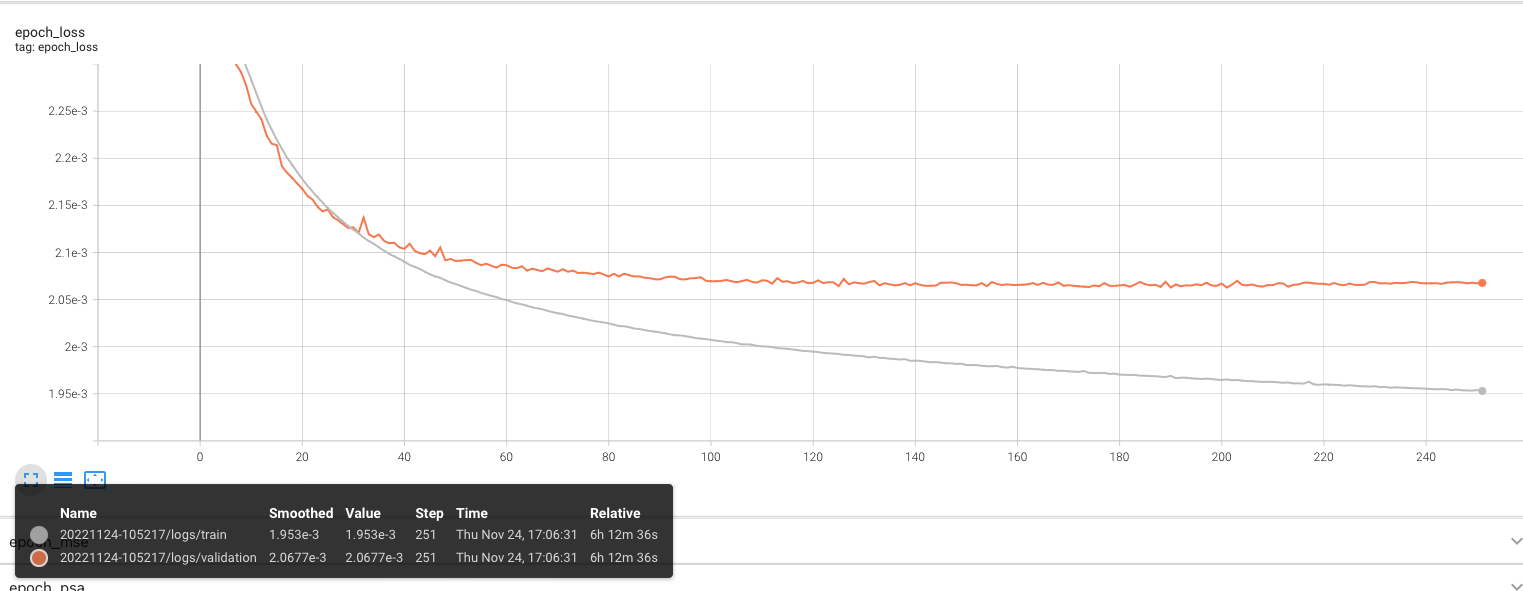 epoch_loss
tag: epoch_loss
2.25e-3
2.2e-3
2.15e-3
2.1e-3
2.05e-3
2e-3
1.95e-3
0 20 40 60 80 100 120 140 160 180 200 220 240
Name Smoothed Value Step Time Relative
20221124-105217/logs/train 1.953e-3 1.953e-3 251 Thu Nov 24, 17:06:31 6h 12m 36s
epoch_mse
20221124-105217/logs/validation 2.0677e-3 2.0677e-3 251 Thu Nov 24, 17:06:31 6h 12m 36s
epoch_psa